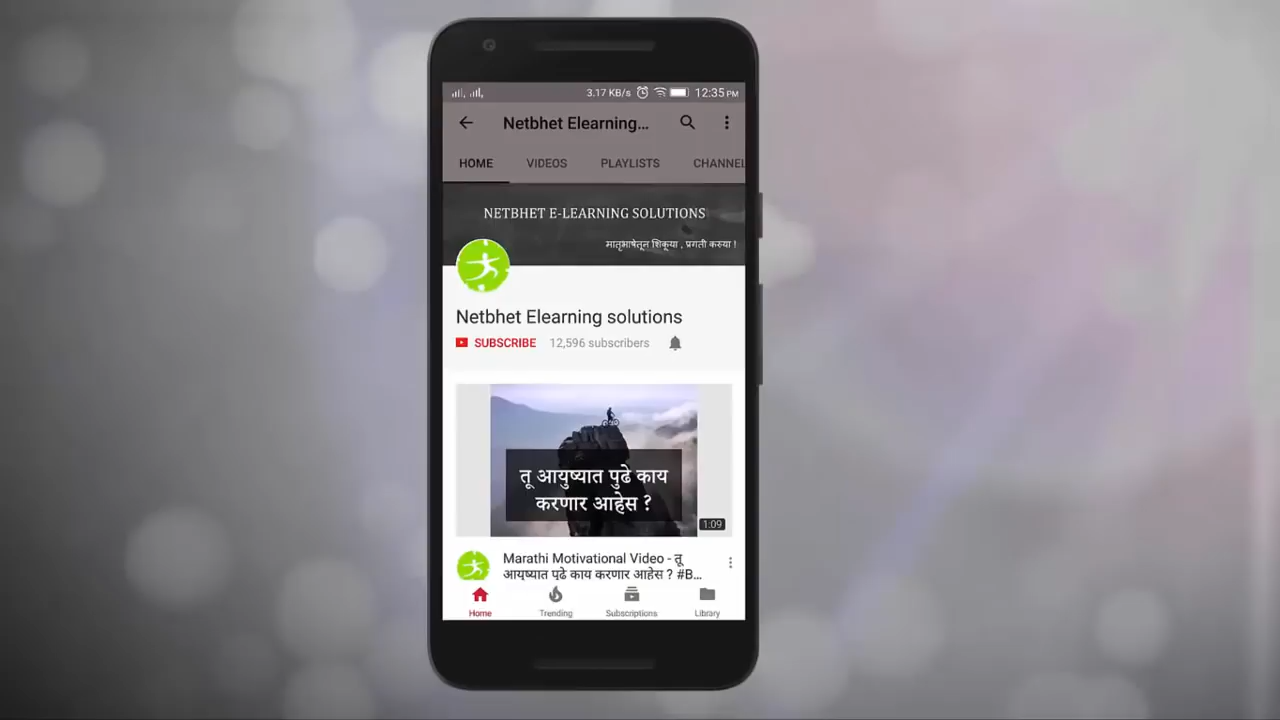 3.17 KB/s 12:35 PM
Netbhet Elearning...
HOME VIDEOS PLAYLISTS CHANNEL
NETBHET E-LEARNING SOLUTIONS
मातृभाषेतून शिकूया , प्रगती करुया !
Netbhet Elearning solutions
SUBSCRIBE 12,596 subscribers
तू आयुष्यात पुढे काय
करणार आहेस ?
1:09
Marathi Motivational Video - तू
आयुष्यात पुढे काय करणार आहेस ? #B...
Home Trending Subscriptions Library